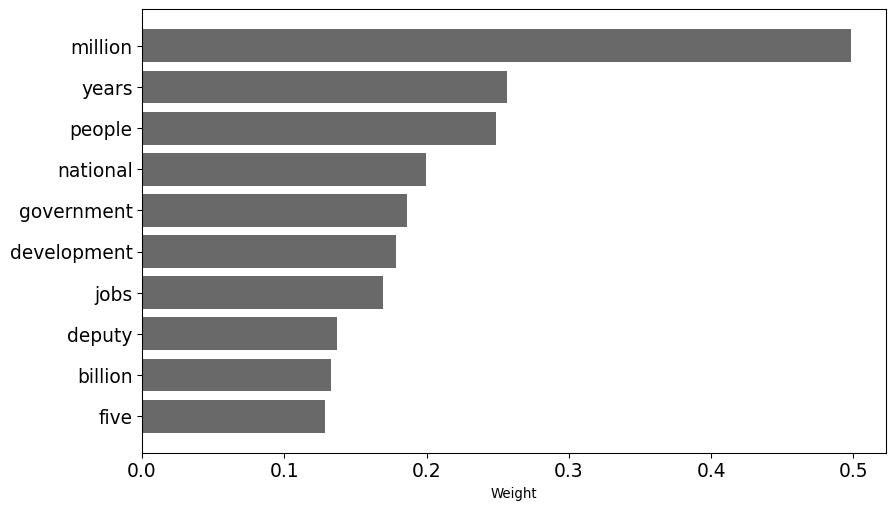 million
years
people
national
government
development
jobs
deputy
billion
five
0.0 0.1 0.2 0.3 0.4 0.5
Weight